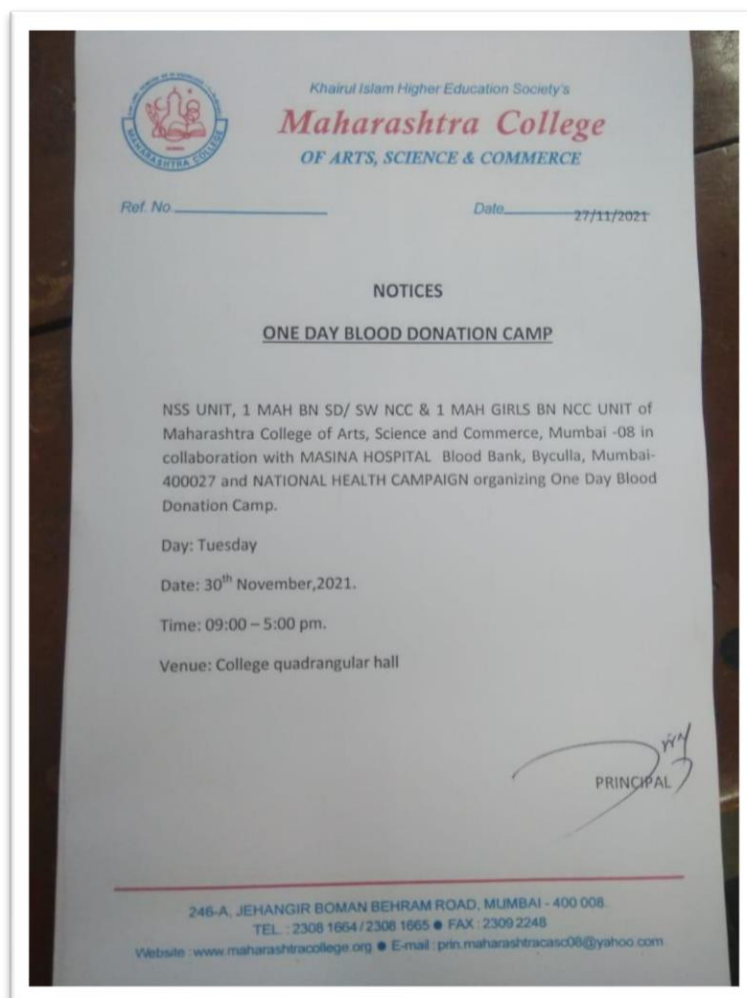 Khairul Islam Higher Education Society's
Maharashtra College
OF ARTS, SCIENCE & COMMERCE
MAHARASHTRA COLLEGE
Ref. No.
Date 27/11/2021
NOTICES
ONE DAY BLOOD DONATION CAMP
NSS UNIT, 1 MAH BN SD/ SW NCC & 1 MAH GIRLS BN NCC UNIT of
Maharashtra College of Arts, Science and Commerce, Mumbai -08 in
collaboration with MASINA HOSPITAL Blood Bank, Byculla, Mumbai-
400027 and NATIONAL HEALTH CAMPAIGN organizing One Day Blood
Donation Camp.
Day: Tuesday
Date: 30th November,2021.
Time: 09:00 – 5:00 pm.
Venue: College quadrangular hall
PRINCIPAL
246-A, JEHANGIR BOMAN BEHRAM ROAD, MUMBAI - 400 008.
TEL. : 2308 1664 / 2308 1665 ● FAX : 2309 2248
Website : www.maharashtracollege.org ● E-mail : prin.maharashtracasc08@yahoo.com